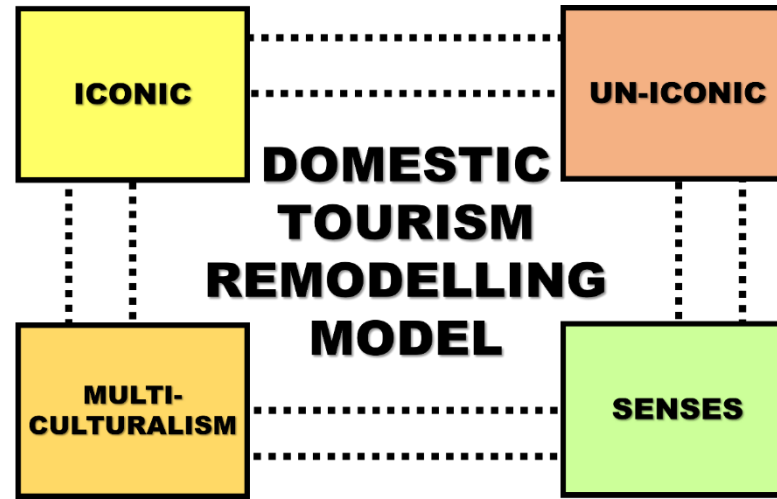 ICONIC
UN-ICONIC
DOMESTIC
TOURISM
REMODELLING
MODEL
MULTI-
CULTURALISM
SENSES